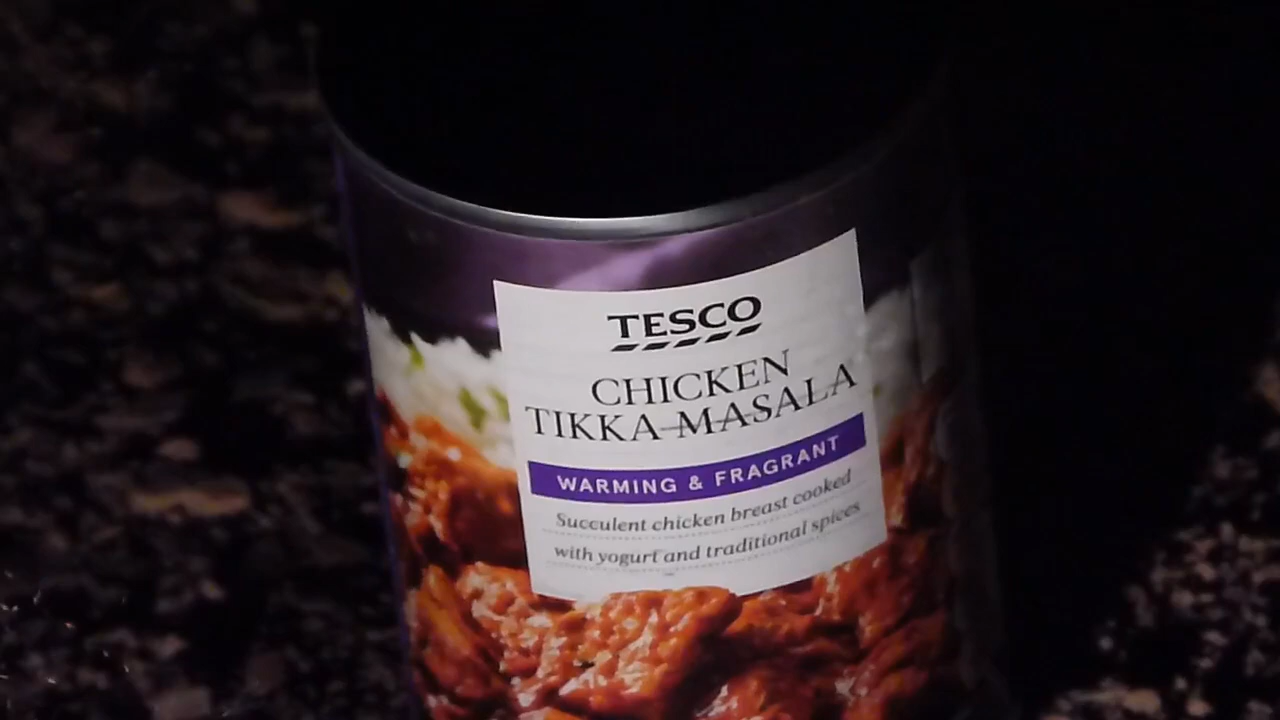 TESCO
CHICKEN
TIKKA MASALA
WARMING & FRAGRANT
Succulent chicken breast cooked
with yogurt and traditional spices